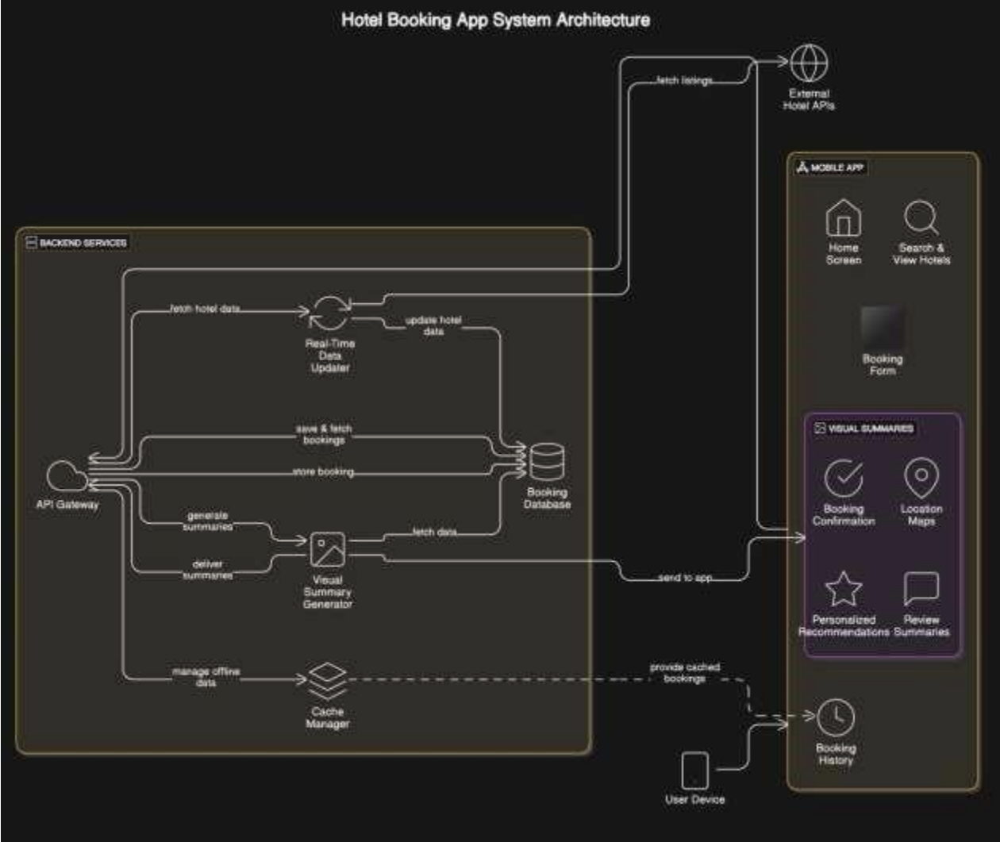 Hotel Booking App System Architecture
fetch listings
External
Hotel APIs
MOBILE APP
Home
Screen
Search &
View Hotels
Booking
Form
VISUAL SUMMARIES
Booking
Confirmation
Location
Maps
Personalized
Recommendations
Review
Summaries
Booking
History
BACKEND SERVICES
fetch hotel data
Real-Time
Data
Updater
update hotel
data
save & fetch
bookings
store booking
API Gateway
Booking
Database
generate
summaries
fetch data
deliver
summaries
Visual
Summary
Generator
send to app
manage offline
data
Cache
Manager
provide cached
bookings
User Device